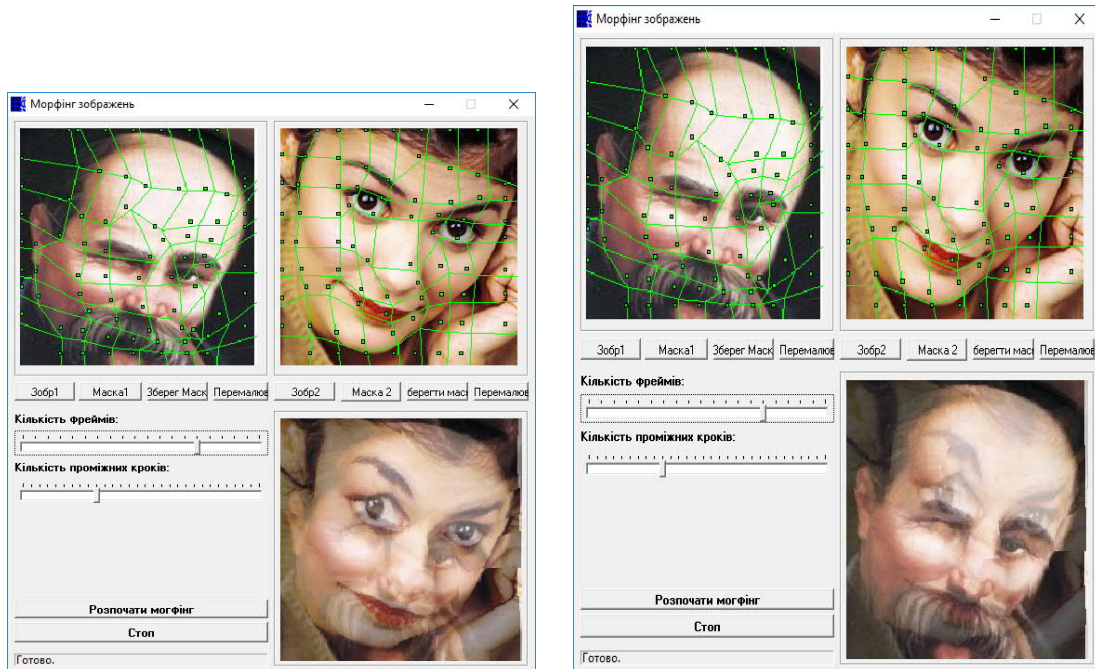 Морфінг зображень
Зобр1 Маска1 Зберег Маск Перемалюв Зобр2 Маска 2 берегти масі Перемалюв
Кількість фреймів:
Кількість проміжних кроків:
Розпочати могфінг
Стоп
Готово.
Морфінг зображень
Зобр1 Маска1 Зберег Маск Перемалюв Зобр2 Маска 2 берегти масі Перемалюв
Кількість фреймів:
Кількість проміжних кроків:
Розпочати могфінг
Стоп
Готово.